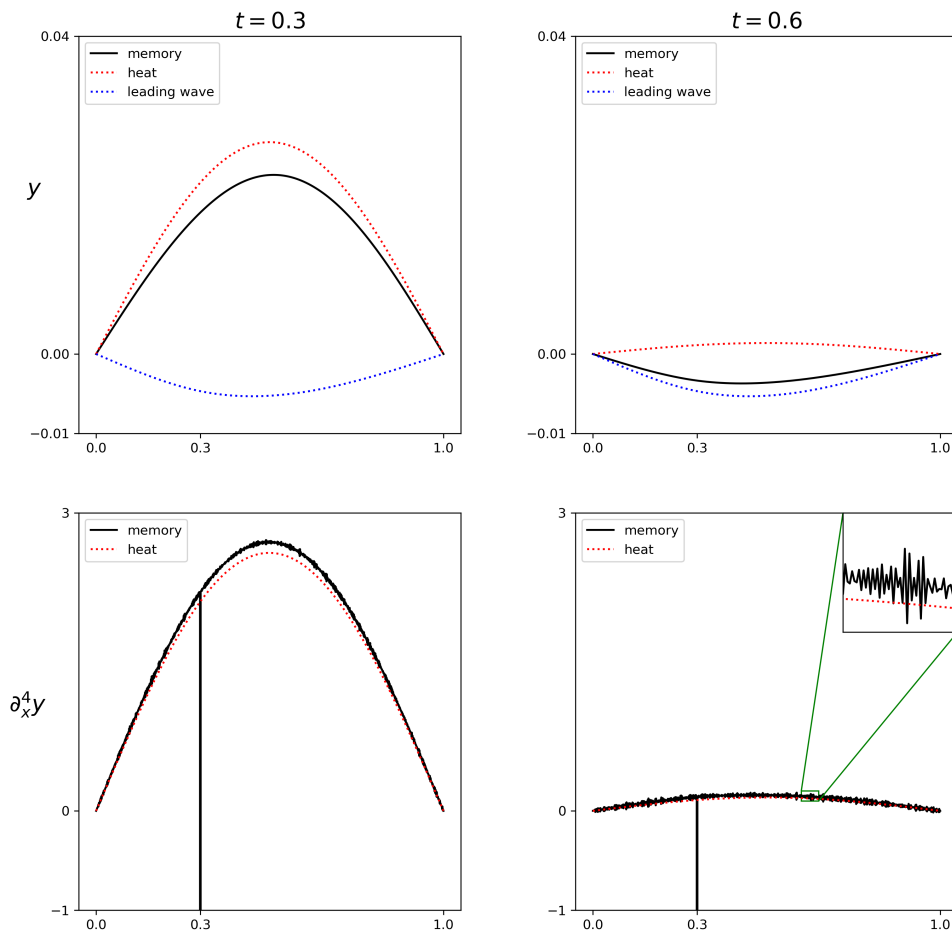 t = 0.3
t = 0.6
0.04
memory
heat
leading wave
0.04
memory
heat
leading wave
y
0.00
0.00
−0.01
−0.01
0.0
0.3
1.0
0.0
0.3
1.0
3
memory
heat
3
memory
heat
∂⁴ₓy
0
0
−1
−1
0.0
0.3
1.0
0.0
0.3
1.0